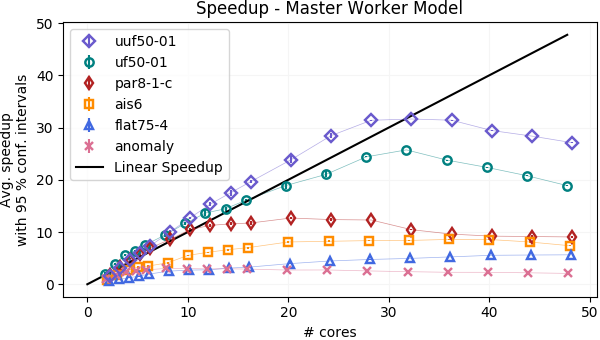 Speedup - Master Worker Model
Avg. speedup
with 95 % conf. intervals
50
40
30
20
10
0
uuf50-01
uf50-01
par8-1-c
ais6
flat75-4
anomaly
Linear Speedup
0
10
20
30
40
50
# cores